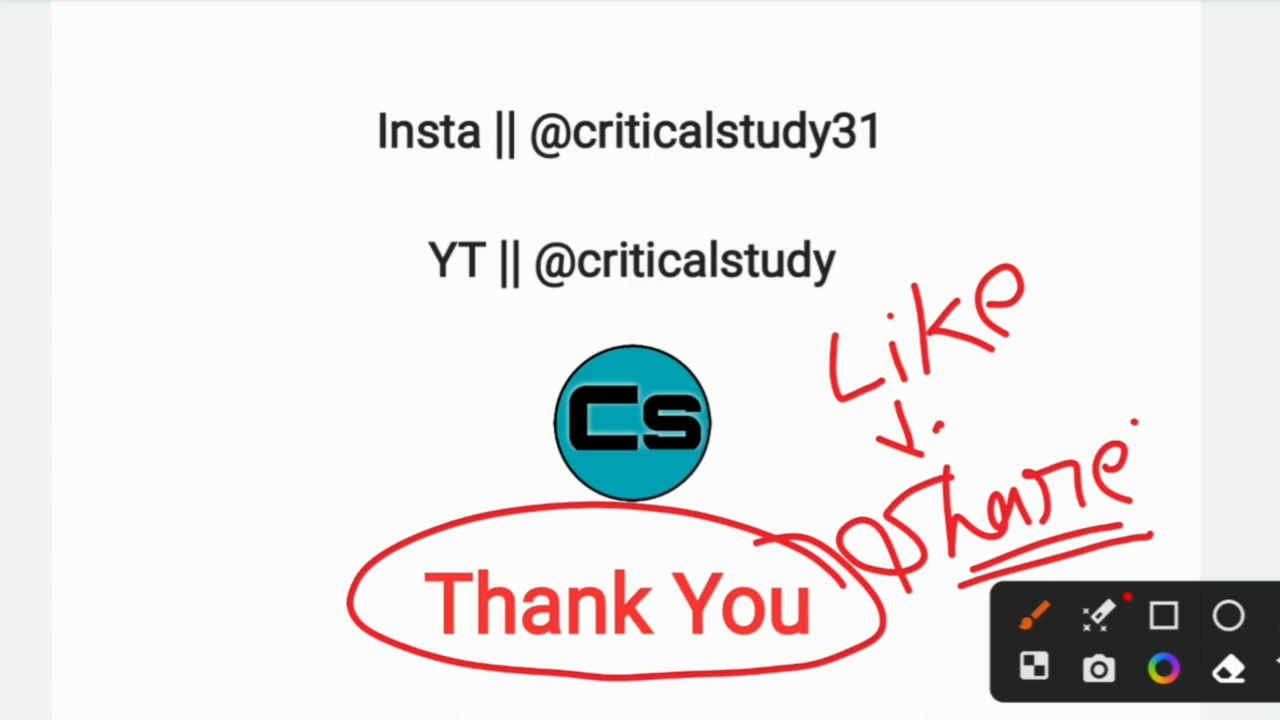 Insta || @criticalstudy31
YT || @criticalstudy
Like
Cs
Share
Thank You